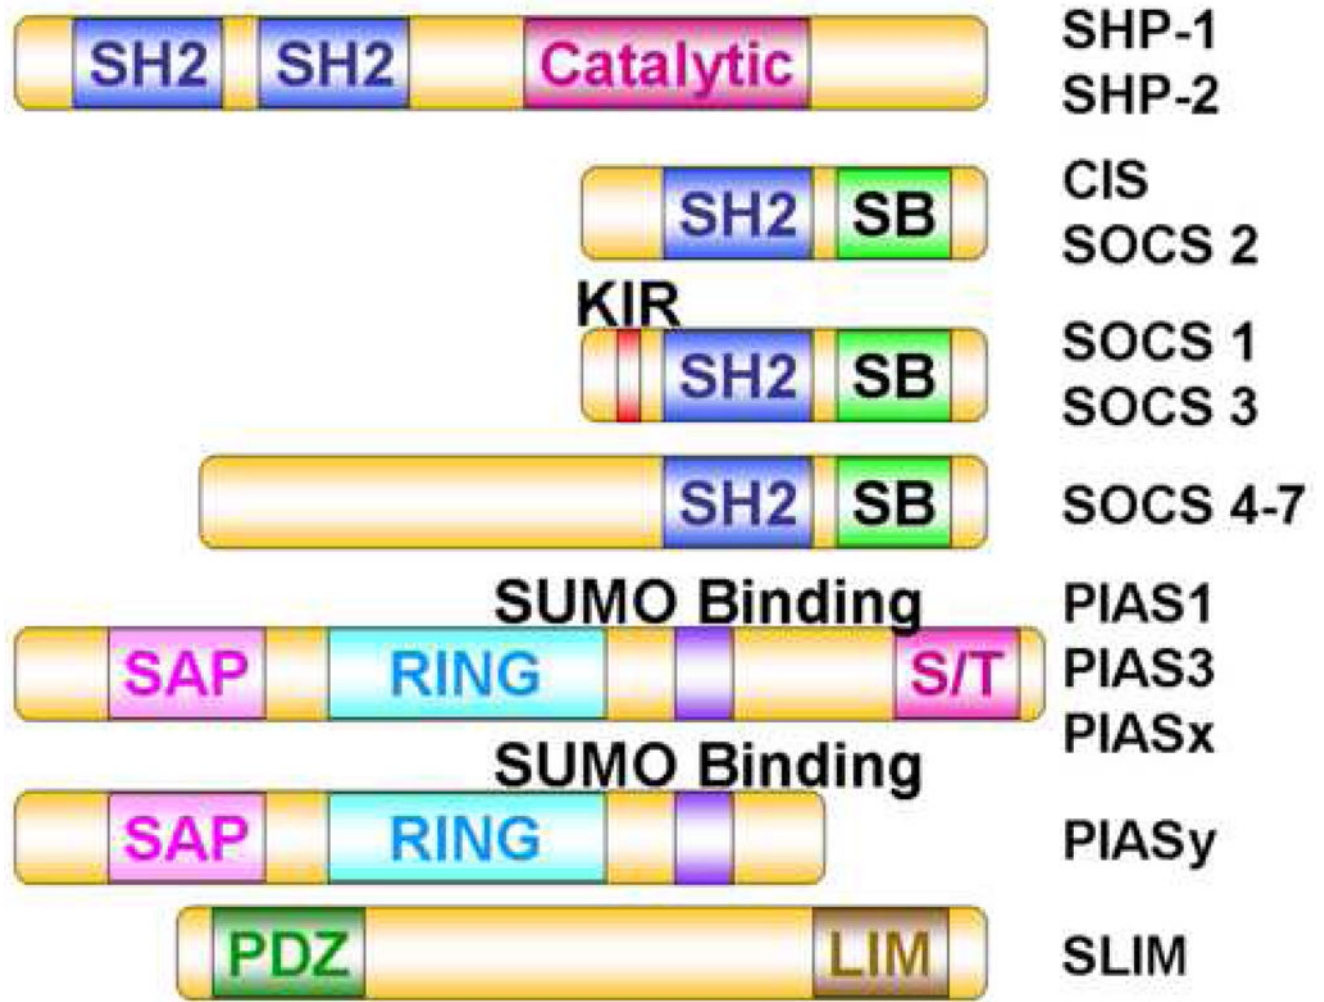 SH2 SH2 Catalytic SHP-1
SHP-2
SH2 SB CIS
SOCS 2
KIR
SH2 SB SOCS 1
SOCS 3
SH2 SB SOCS 4-7
SUMO Binding PIAS1
SAP RING S/T PIAS3
PIASx
SUMO Binding
SAP RING PIASy
PDZ LIM SLIM